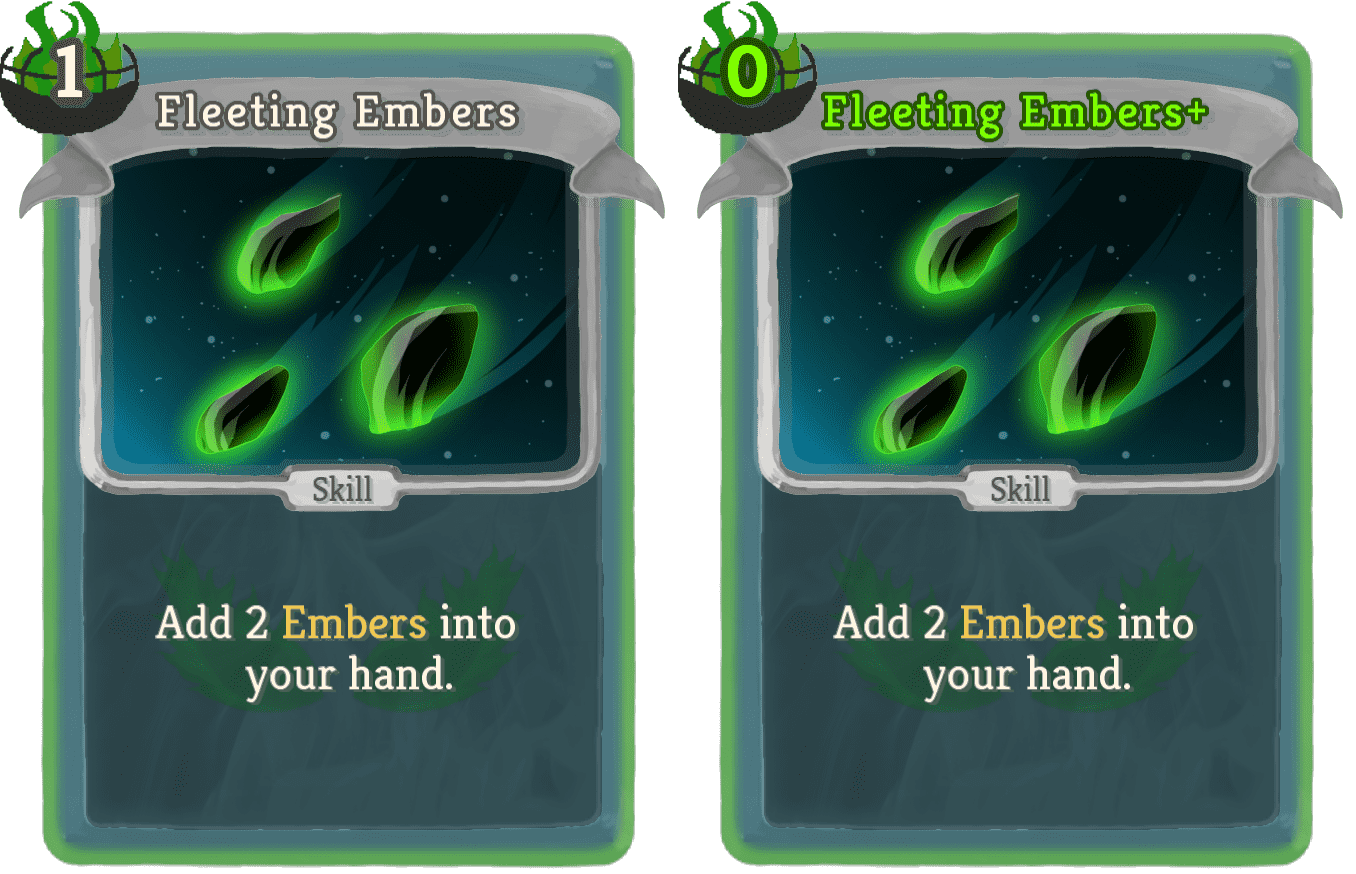 1
Fleeting Embers
Skill
Add 2 Embers into
your hand.
0
Fleeting Embers+
Skill
Add 2 Embers into
your hand.